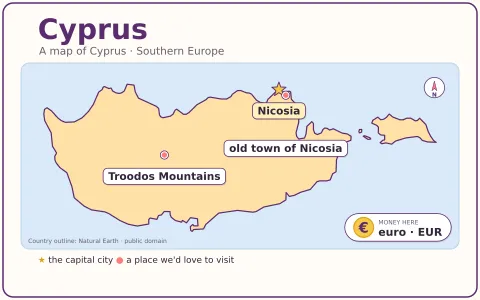 Cyprus
A map of Cyprus · Southern Europe
N
Nicosia
old town of Nicosia
Troodos Mountains
€
MONEY HERE
euro · EUR
Country outline: Natural Earth · public domain
★ the capital city ● a place we'd love to visit